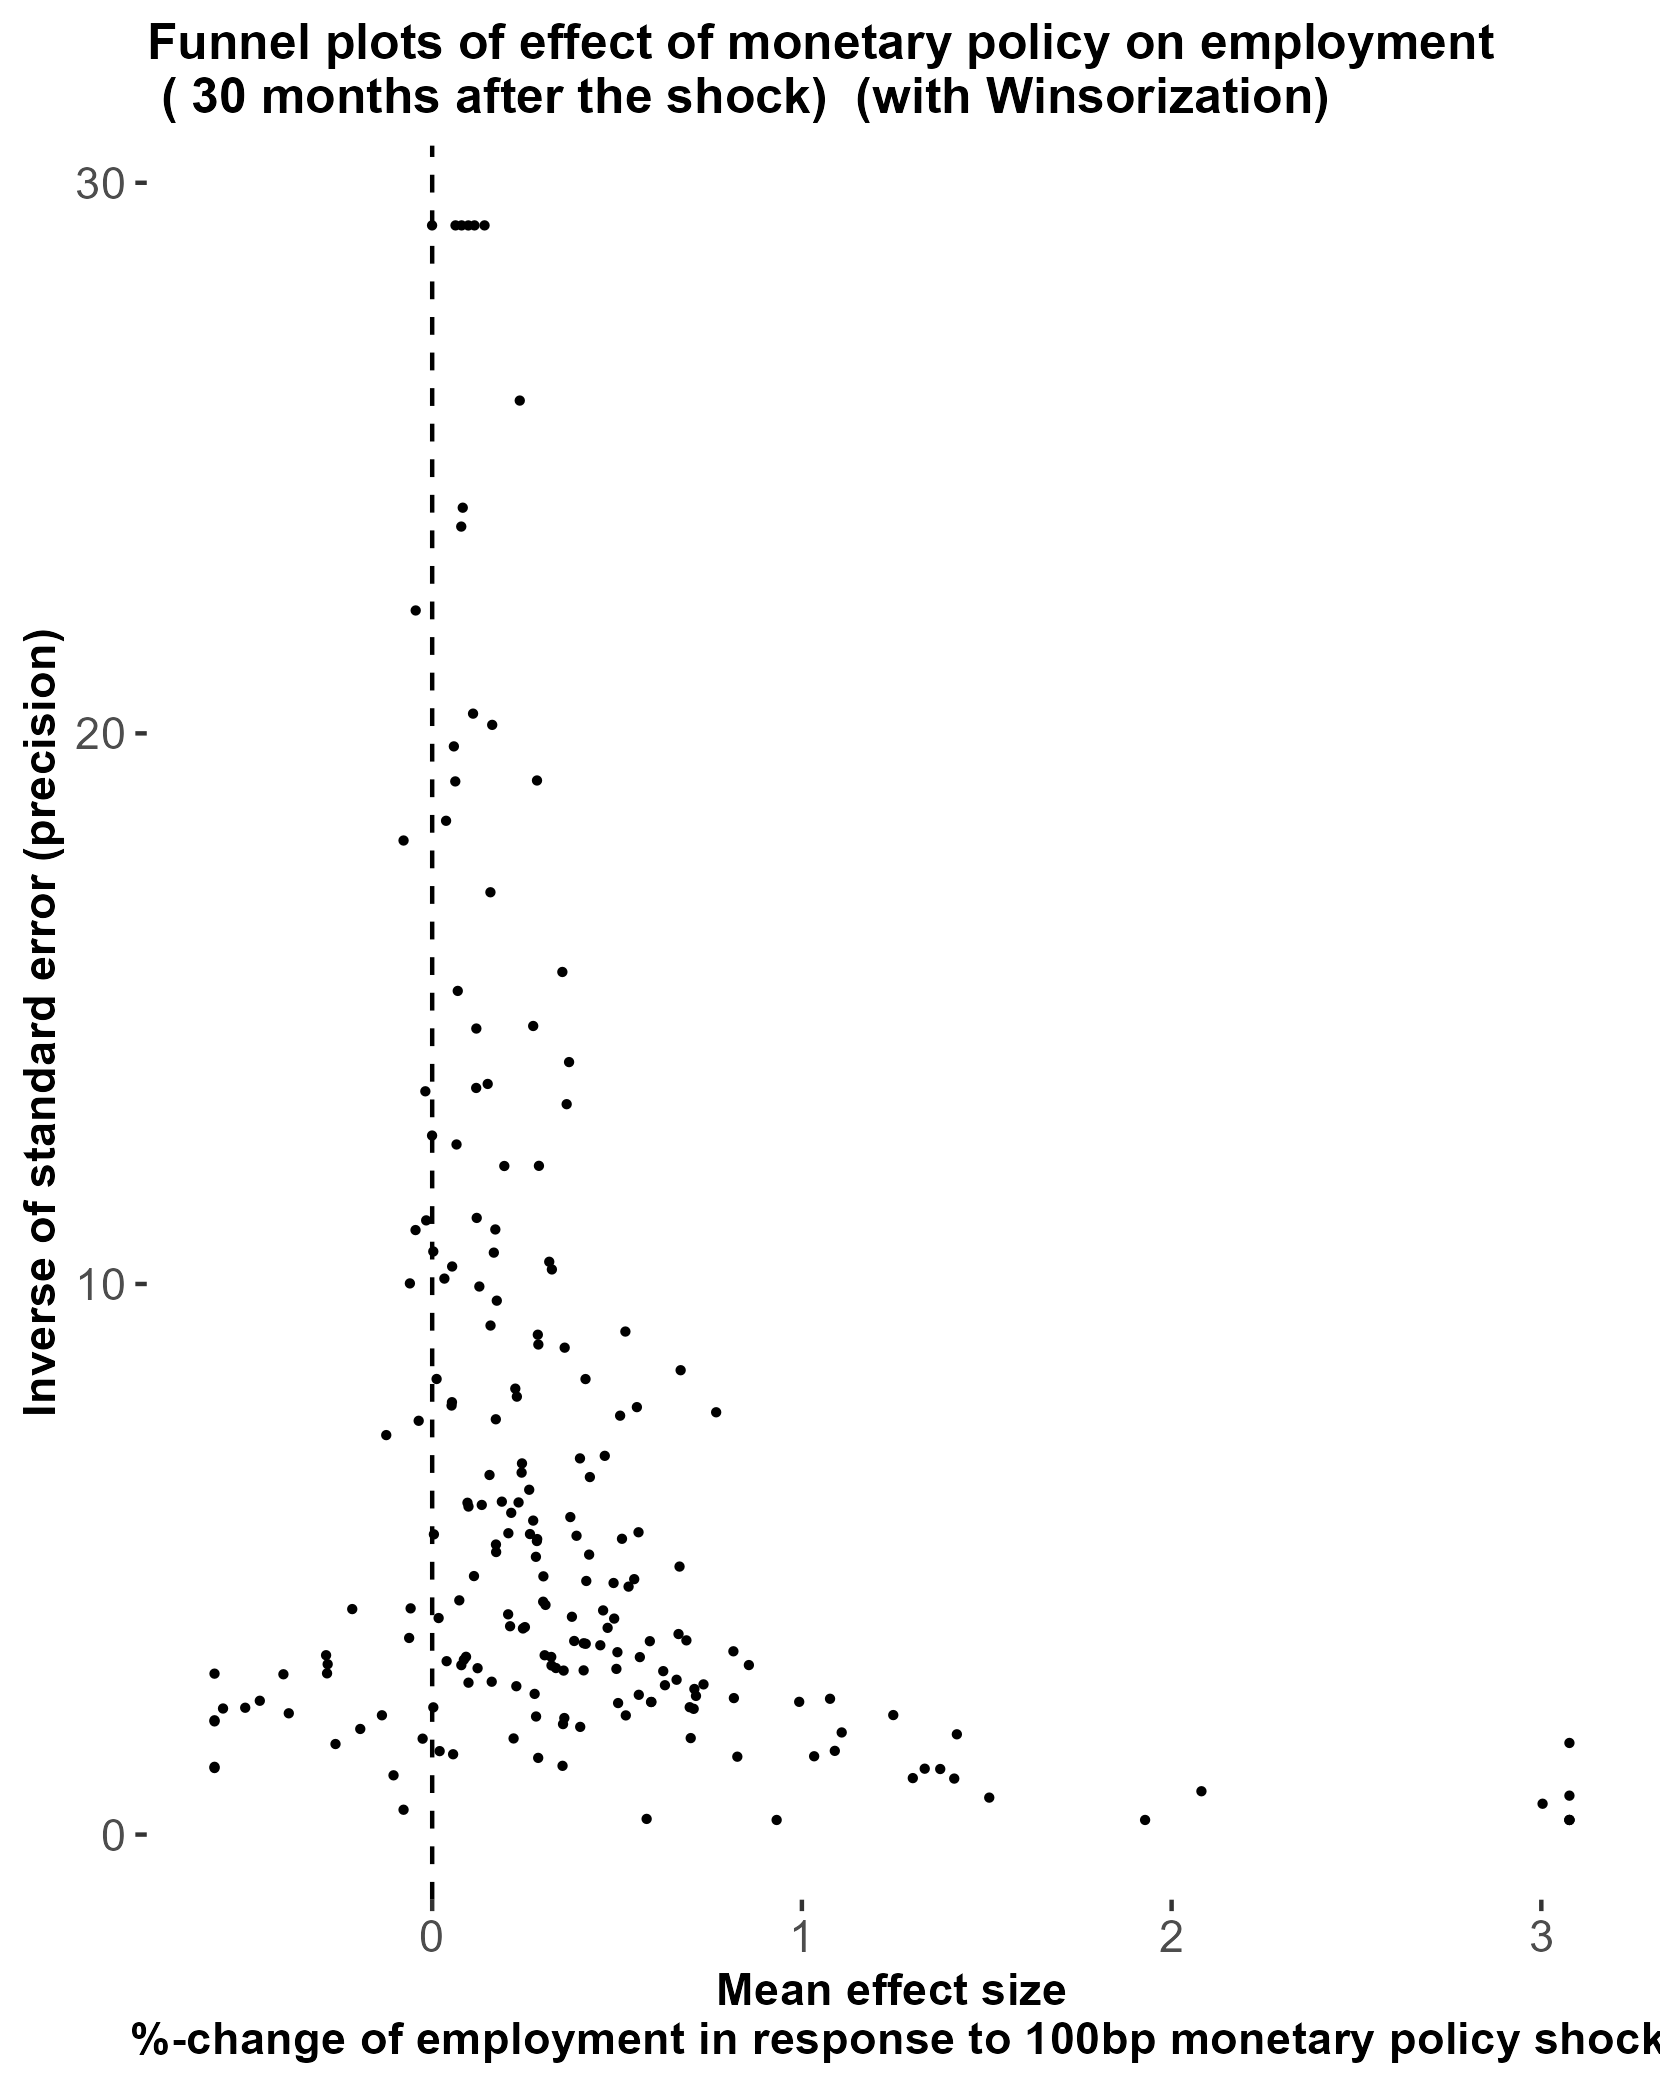 Funnel plots of effect of monetary policy on employment
( 30 months after the shock)  (with Winsorization)
Inverse of standard error (precision)
30
20
10
0
0 1 2 3
Mean effect size
%-change of employment in response to 100bp monetary policy shock